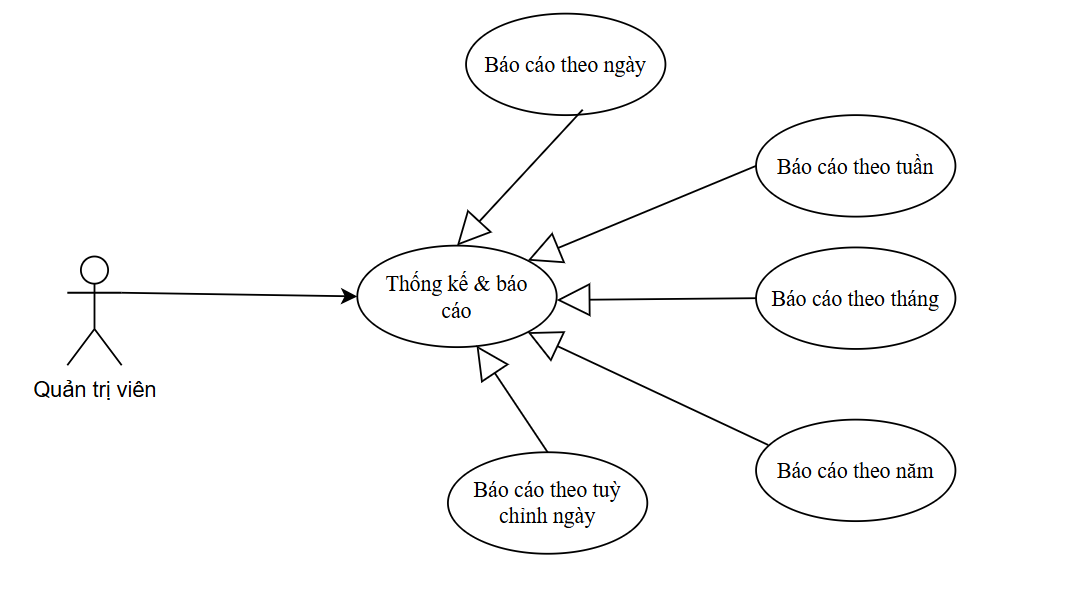 Báo cáo theo ngày
Báo cáo theo tuần
Thống kế & báo
cáo
Báo cáo theo tháng
Quản trị viên
Báo cáo theo năm
Báo cáo theo tuỳ
chinh ngày